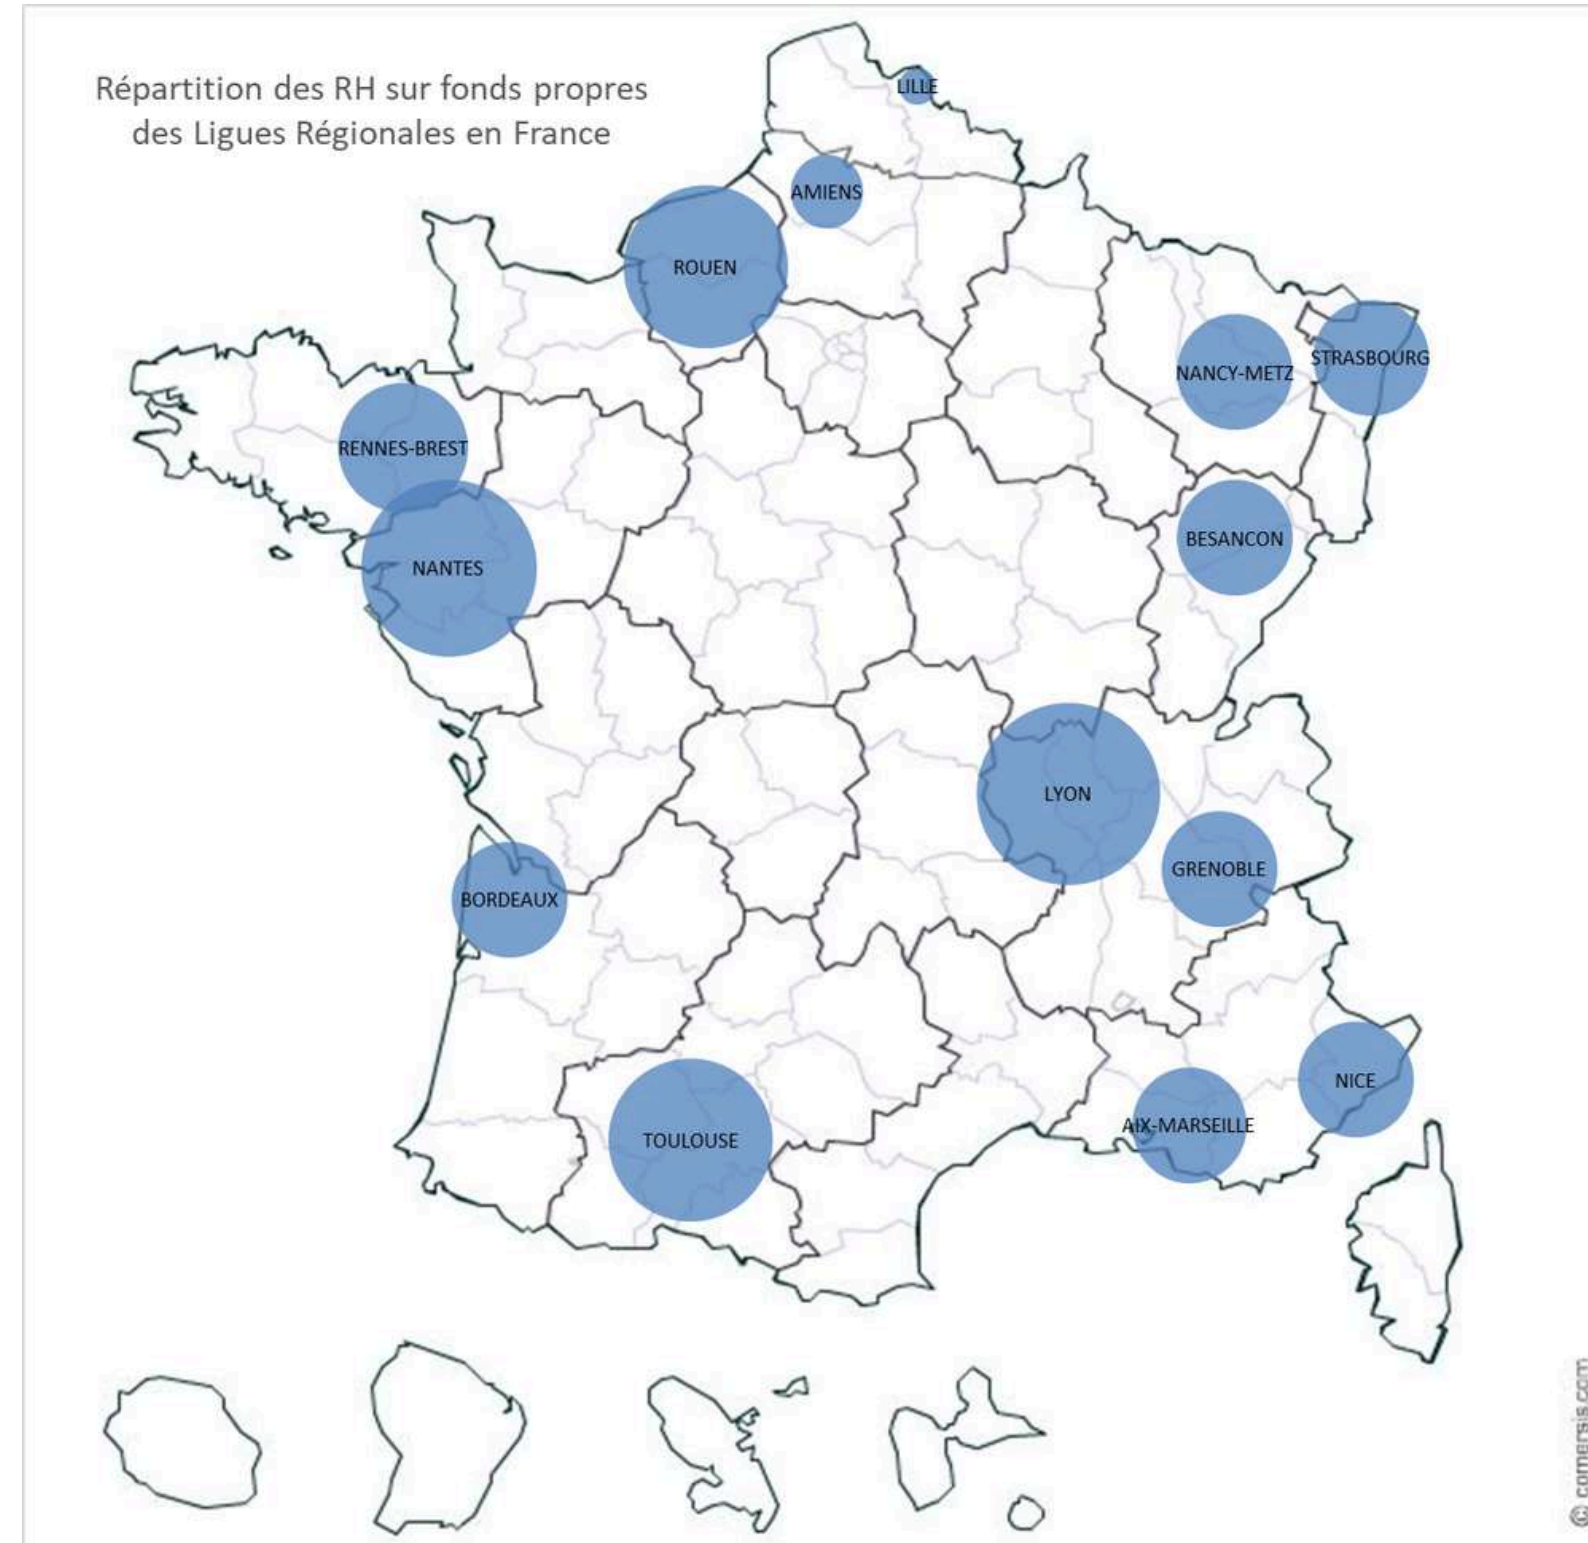 Répartition des RH sur fonds propres
des Ligues Régionales en France
LILLE
AMIENS
ROUEN
STRASBOURG
NANCY-METZ
RENNES-BREST
BESANCON
NANTES
LYON
GRENOBLE
BORDEAUX
NICE
AIX-MARSEILLE
TOULOUSE
© comersis.com